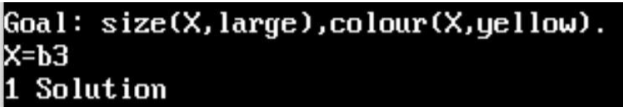 Goal: size(X,large),colour(X,yellow).
X=b3
1 Solution